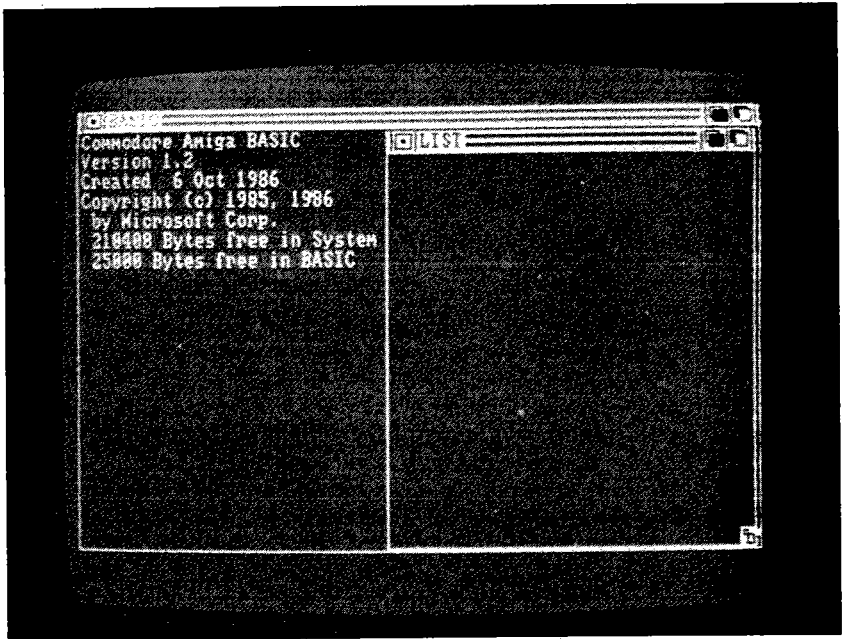 BASIC
LIST
Commodore Amiga BASIC
Version 1.2
Created 6 Oct 1986
Copyright (c) 1985, 1986
by Microsoft Corp.
210408 Bytes free in System
25000 Bytes free in BASIC